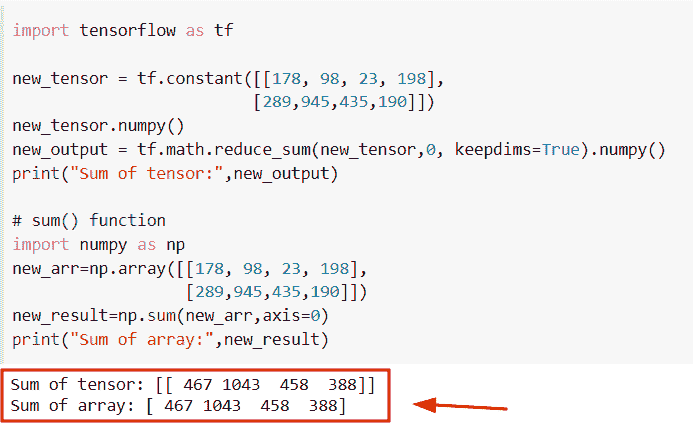 import tensorflow as tf
new_tensor = tf.constant([[178, 98, 23, 198],
[289,945,435,190]])
new_tensor.numpy()
new_output = tf.math.reduce_sum(new_tensor,0, keepdims=True).numpy()
print("Sum of tensor:",new_output)
# sum() function
import numpy as np
new_arr=np.array([[178, 98, 23, 198],
[289,945,435,190]])
new_result=np.sum(new_arr,axis=0)
print("Sum of array:",new_result)
Sum of tensor: [[ 467 1043  458  388]]
Sum of array: [ 467 1043  458  388]